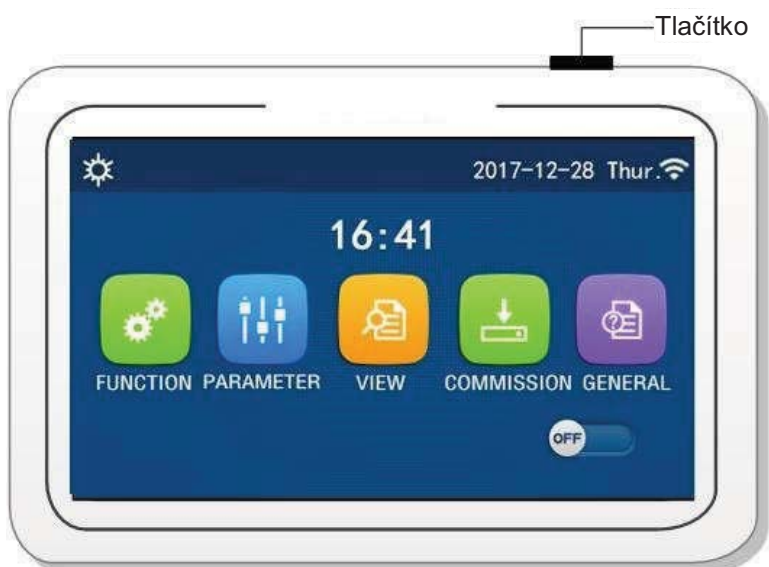 Tlačítko
2017-12-28 Thur.
16:41
FUNCTION PARAMETER VIEW COMMISSION GENERAL
OFF